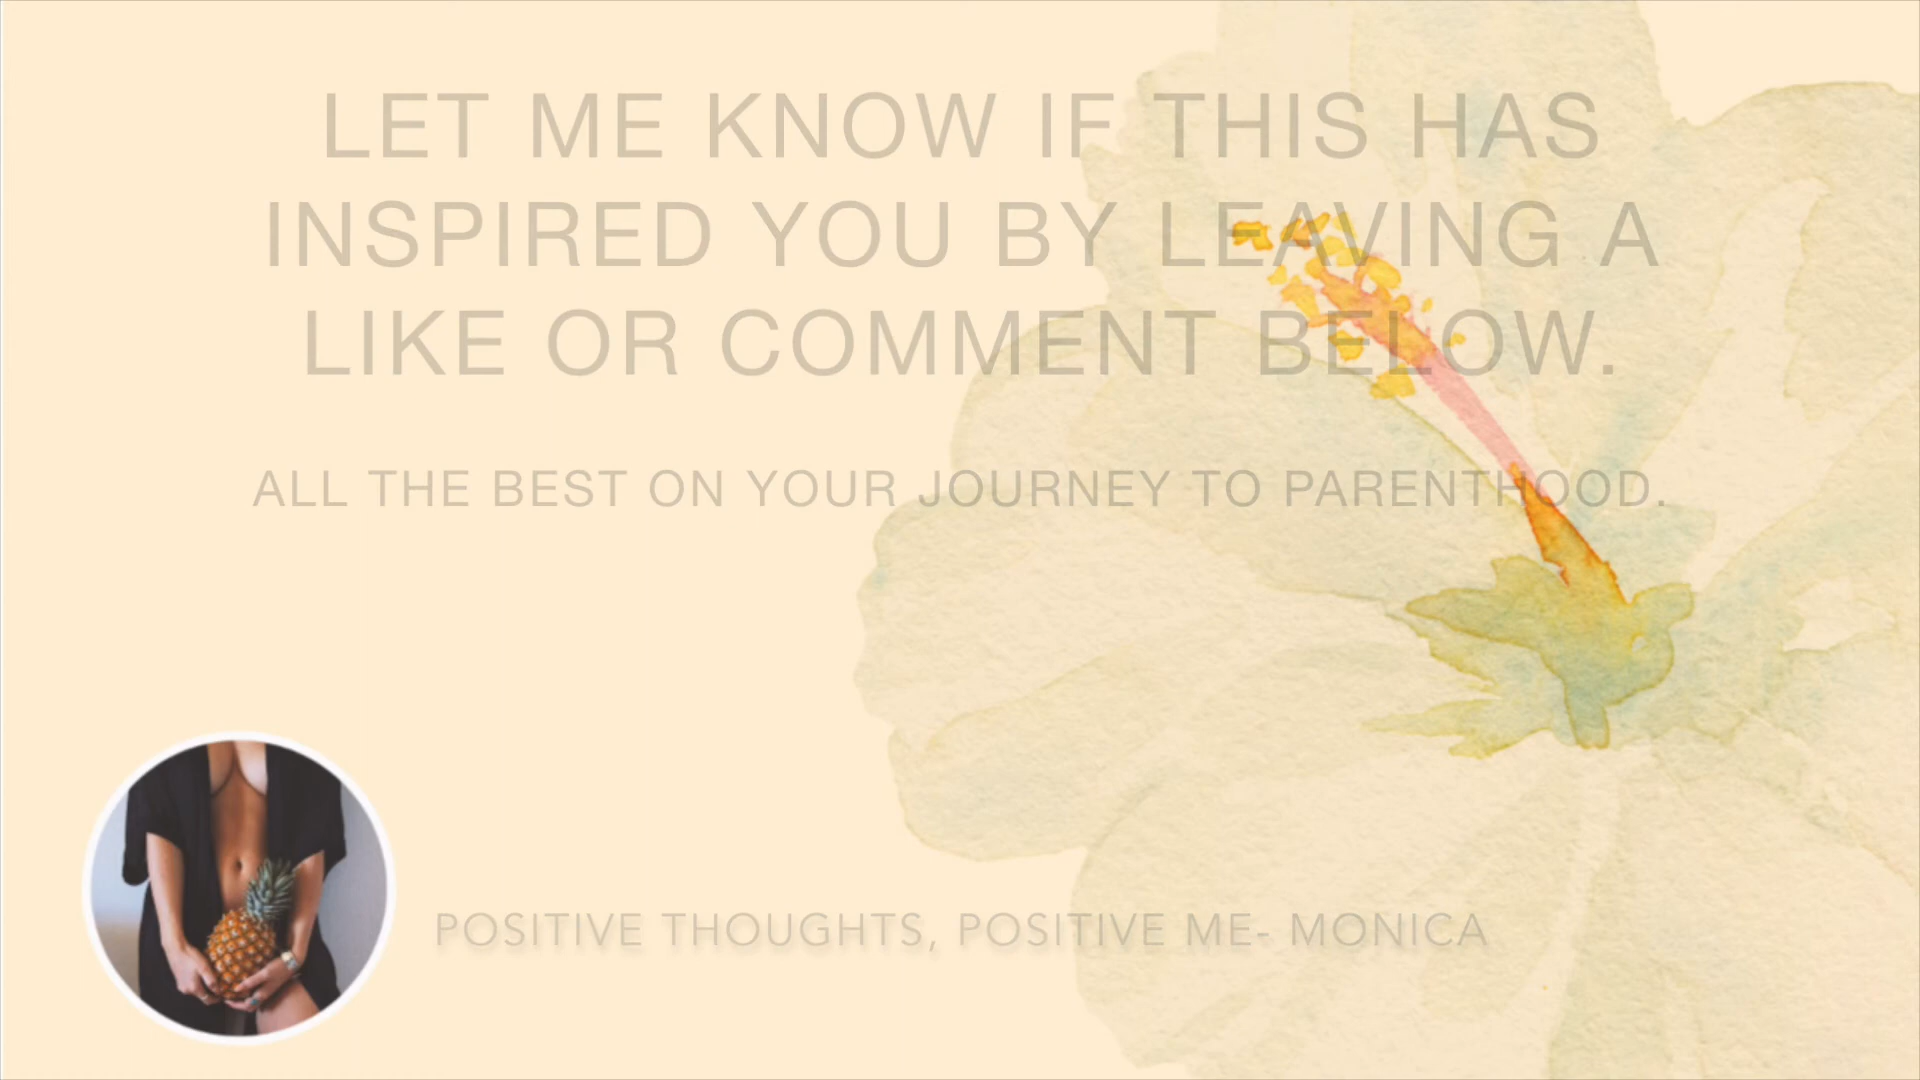 LET ME KNOW IF THIS HAS
INSPIRED YOU BY LEAVING A
LIKE OR COMMENT BELOW.
ALL THE BEST ON YOUR JOURNEY TO PARENTHOOD.
POSITIVE THOUGHTS, POSITIVE ME- MONICA